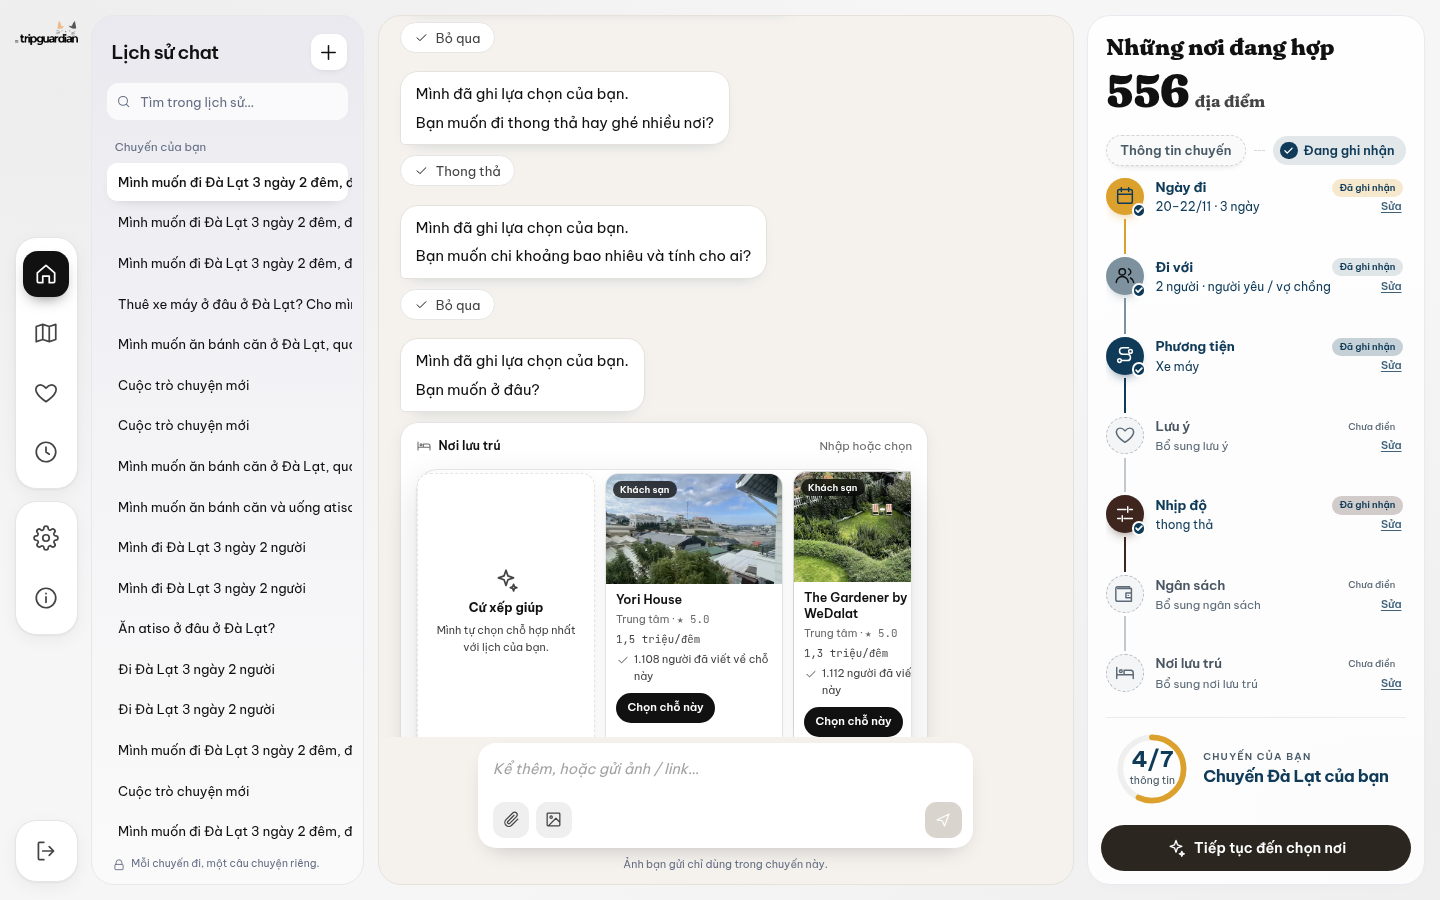 tripguardian
Lịch sử chat
Tìm trong lịch sử...
Chuyến của bạn
Mình muốn đi Đà Lạt 3 ngày 2 đêm, đ
Mình muốn đi Đà Lạt 3 ngày 2 đêm, đ
Mình muốn đi Đà Lạt 3 ngày 2 đêm, đ
Thuê xe máy ở đâu ở Đà Lạt? Cho mìn
Mình muốn ăn bánh căn ở Đà Lạt, quá
Cuộc trò chuyện mới
Cuộc trò chuyện mới
Mình muốn ăn bánh căn ở Đà Lạt, quá
Mình muốn ăn bánh căn và uống atiso
Mình đi Đà Lạt 3 ngày 2 người
Mình đi Đà Lạt 3 ngày 2 người
Ăn atiso ở đâu ở Đà Lạt?
Đi Đà Lạt 3 ngày 2 người
Đi Đà Lạt 3 ngày 2 người
Mình muốn đi Đà Lạt 3 ngày 2 đêm, đ
Cuộc trò chuyện mới
Mình muốn đi Đà Lạt 3 ngày 2 đêm, đ
Mỗi chuyến đi, một câu chuyện riêng.
Bỏ qua
Mình đã ghi lựa chọn của bạn.
Bạn muốn đi thong thả hay ghé nhiều nơi?
Thong thả
Mình đã ghi lựa chọn của bạn.
Bạn muốn chi khoảng bao nhiêu và tính cho ai?
Bỏ qua
Mình đã ghi lựa chọn của bạn.
Bạn muốn ở đâu?
Nơi lưu trú
Nhập hoặc chọn
Cứ xếp giúp
Mình tự chọn chỗ hợp nhất
với lịch của bạn.
Khách sạn
Yori House
Trung tâm · ★ 5.0
1,5 triệu/đêm
1.108 người đã viết về chỗ
này
Chọn chỗ này
Khách sạn
The Gardener by
WeDalat
Trung tâm · ★ 5.0
1,3 triệu/đêm
1.112 người đã viế
này
Chọn chỗ này
Kể thêm, hoặc gửi ảnh / link...
Ảnh bạn gửi chỉ dùng trong chuyến này.
Những nơi đang hợp
556 địa điểm
Thông tin chuyến
Đang ghi nhận
Ngày đi
Đã ghi nhận
20–22/11 · 3 ngày
Sửa
Đi với
Đã ghi nhận
2 người · người yêu / vợ chồng
Sửa
Phương tiện
Đã ghi nhận
Xe máy
Sửa
Lưu ý
Chưa điền
Bổ sung lưu ý
Sửa
Nhịp độ
Đã ghi nhận
thong thả
Sửa
Ngân sách
Chưa điền
Bổ sung ngân sách
Sửa
Nơi lưu trú
Chưa điền
Bổ sung nơi lưu trú
Sửa
4/7
thông tin
CHUYẾN CỦA BẠN
Chuyến Đà Lạt của bạn
Tiếp tục đến chọn nơi